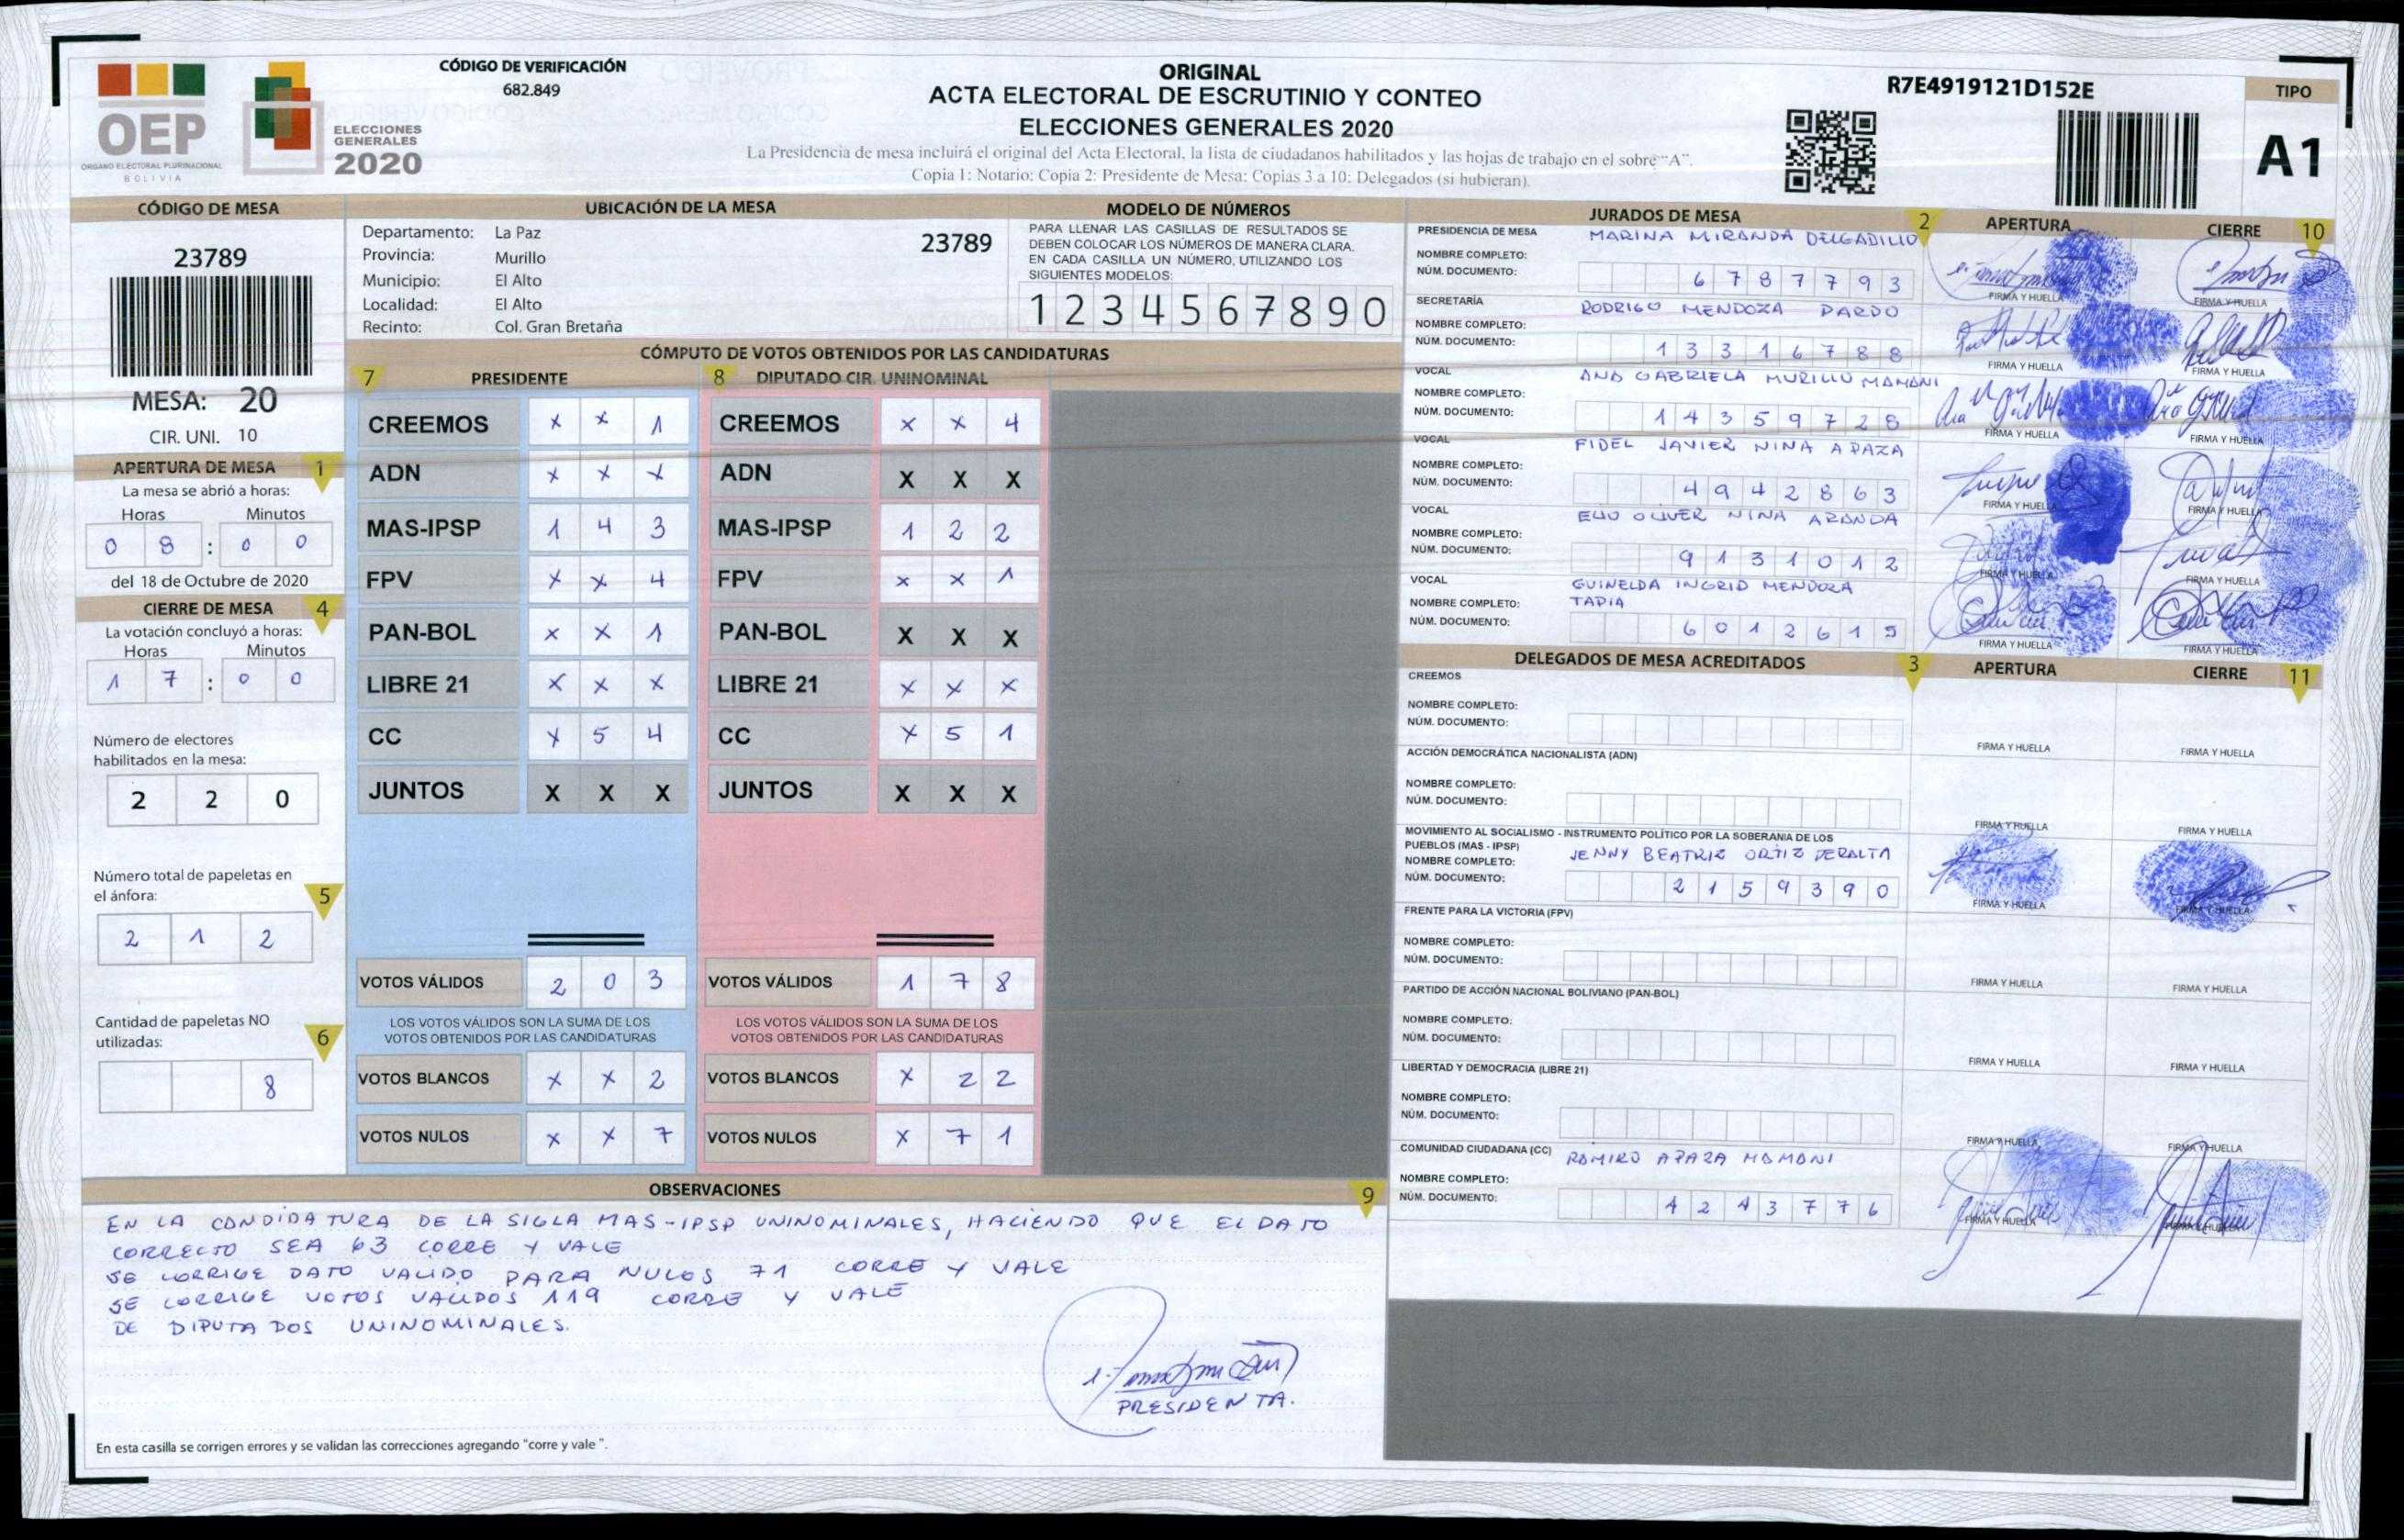 CÓDIGO DE VERIFICACIÓN
682.849
ORIGINAL
ACTA ELECTORAL DE ESCRUTINIO Y CONTEO
ELECCIONES GENERALES 2020
La Presidencia de mesa incluirá el original del Acta Electoral, la lista de ciudadanos habilitados y las hojas de trabajo en el sobre "A".
Copia 1: Notario; Copia 2: Presidente de Mesa; Copias 3 a 10: Delegados (si hubieran).
R7E4919121D152E
TIPO
A1
OEP
ORGANO ELECTORAL PLURINACIONAL
BOLIVIA
ELECCIONES
GENERALES
2020
CÓDIGO DE MESA
23789
MESA: 20
CIR. UNI. 10
UBICACIÓN DE LA MESA
Departamento: La Paz
Provincia: Murillo
Municipio: El Alto
Localidad: El Alto
Recinto: Col. Gran Bretaña
23789
MODELO DE NÚMEROS
PARA LLENAR LAS CASILLAS DE RESULTADOS SE
DEBEN COLOCAR LOS NÚMEROS DE MANERA CLARA.
EN CADA CASILLA UN NÚMERO, UTILIZANDO LOS
SIGUIENTES MODELOS:
1 2 3 4 5 6 7 8 9 0
APERTURA DE MESA 1
La mesa se abrió a horas:
Horas Minutos
0 8 : 0 0
del 18 de Octubre de 2020
CIERRE DE MESA 4
La votación concluyó a horas:
Horas Minutos
1 7 : 0 0
Número de electores
habilitados en la mesa:
2 2 0
Número total de papeletas en
el ánfora: 5
2 1 2
Cantidad de papeletas NO
utilizadas: 6
8
CÓMPUTO DE VOTOS OBTENIDOS POR LAS CANDIDATURAS
7 PRESIDENTE
CREEMOS x x 1
ADN x x x
MAS-IPSP 1 4 3
FPV x x 4
PAN-BOL x x 1
LIBRE 21 x x x
CC x 5 4
JUNTOS X X X
VOTOS VÁLIDOS 2 0 3
LOS VOTOS VÁLIDOS SON LA SUMA DE LOS
VOTOS OBTENIDOS POR LAS CANDIDATURAS
VOTOS BLANCOS x x 2
VOTOS NULOS x x 7
8 DIPUTADO CIR. UNINOMINAL
CREEMOS x x 4
ADN X X X
MAS-IPSP 1 2 2
FPV x x 1
PAN-BOL X X X
LIBRE 21 x x x
CC x 5 1
JUNTOS X X X
VOTOS VÁLIDOS 1 7 8
LOS VOTOS VÁLIDOS SON LA SUMA DE LOS
VOTOS OBTENIDOS POR LAS CANDIDATURAS
VOTOS BLANCOS x 2 2
VOTOS NULOS x 7 1
OBSERVACIONES 9
EN LA CANDIDATURA DE LA SIGLA MAS-IPSP UNINOMINALES, HACIENDO QUE EL DATO
CORRECTO SEA 63 CORRE Y VALE
SE CORRIGE DATO VALIDO PARA NULOS 71 CORRE Y VALE
SE CORRIGE VOTOS VALIDOS 119 CORRE Y VALE
DE DIPUTADOS UNINOMINALES.
PRESIDENTA.
En esta casilla se corrigen errores y se validan las correcciones agregando "corre y vale ".
JURADOS DE MESA 2 APERTURA CIERRE 10
PRESIDENCIA DE MESA
NOMBRE COMPLETO: MARINA MIRANDA DELGADILLO
NÚM. DOCUMENTO: 6 7 8 7 7 9 3
FIRMA Y HUELLA FIRMA Y HUELLA
SECRETARÍA
NOMBRE COMPLETO: RODRIGO MENDOZA PARDO
NÚM. DOCUMENTO: 1 3 3 1 6 7 8 8
FIRMA Y HUELLA FIRMA Y HUELLA
VOCAL
NOMBRE COMPLETO: ANA GABRIELA MURILLO MAMANI
NÚM. DOCUMENTO: 1 4 3 5 9 7 2 8
FIRMA Y HUELLA FIRMA Y HUELLA
VOCAL
NOMBRE COMPLETO: FIDEL JAVIER NINA APAZA
NÚM. DOCUMENTO: 4 9 4 2 8 6 3
FIRMA Y HUELLA FIRMA Y HUELLA
VOCAL
NOMBRE COMPLETO: ELIO OLIVER NINA ARANDA
NÚM. DOCUMENTO: 9 1 3 1 0 1 2
FIRMA Y HUELLA FIRMA Y HUELLA
VOCAL
NOMBRE COMPLETO: GUINELDA INGRID MENDOZA
TAPIA
NÚM. DOCUMENTO: 6 0 1 2 6 1 5
FIRMA Y HUELLA FIRMA Y HUELLA
DELEGADOS DE MESA ACREDITADOS 3 APERTURA CIERRE 11
CREEMOS
NOMBRE COMPLETO:
NÚM. DOCUMENTO:
FIRMA Y HUELLA FIRMA Y HUELLA
ACCIÓN DEMOCRÁTICA NACIONALISTA (ADN)
NOMBRE COMPLETO:
NÚM. DOCUMENTO:
FIRMA Y HUELLA FIRMA Y HUELLA
MOVIMIENTO AL SOCIALISMO - INSTRUMENTO POLÍTICO POR LA SOBERANIA DE LOS
PUEBLOS (MAS - IPSP)
NOMBRE COMPLETO: JENNY BEATRIZ ORTIZ PERALTA
NÚM. DOCUMENTO: 2 1 5 9 3 9 0
FIRMA Y HUELLA FIRMA Y HUELLA
FRENTE PARA LA VICTORIA (FPV)
NOMBRE COMPLETO:
NÚM. DOCUMENTO:
FIRMA Y HUELLA FIRMA Y HUELLA
PARTIDO DE ACCIÓN NACIONAL BOLIVIANO (PAN-BOL)
NOMBRE COMPLETO:
NÚM. DOCUMENTO:
FIRMA Y HUELLA FIRMA Y HUELLA
LIBERTAD Y DEMOCRACIA (LIBRE 21)
NOMBRE COMPLETO:
NÚM. DOCUMENTO:
FIRMA Y HUELLA FIRMA Y HUELLA
COMUNIDAD CIUDADANA (CC)
NOMBRE COMPLETO: RAMIRO APAZA MAMANI
NÚM. DOCUMENTO: 4 2 4 3 7 7 6
FIRMA Y HUELLA FIRMA Y HUELLA